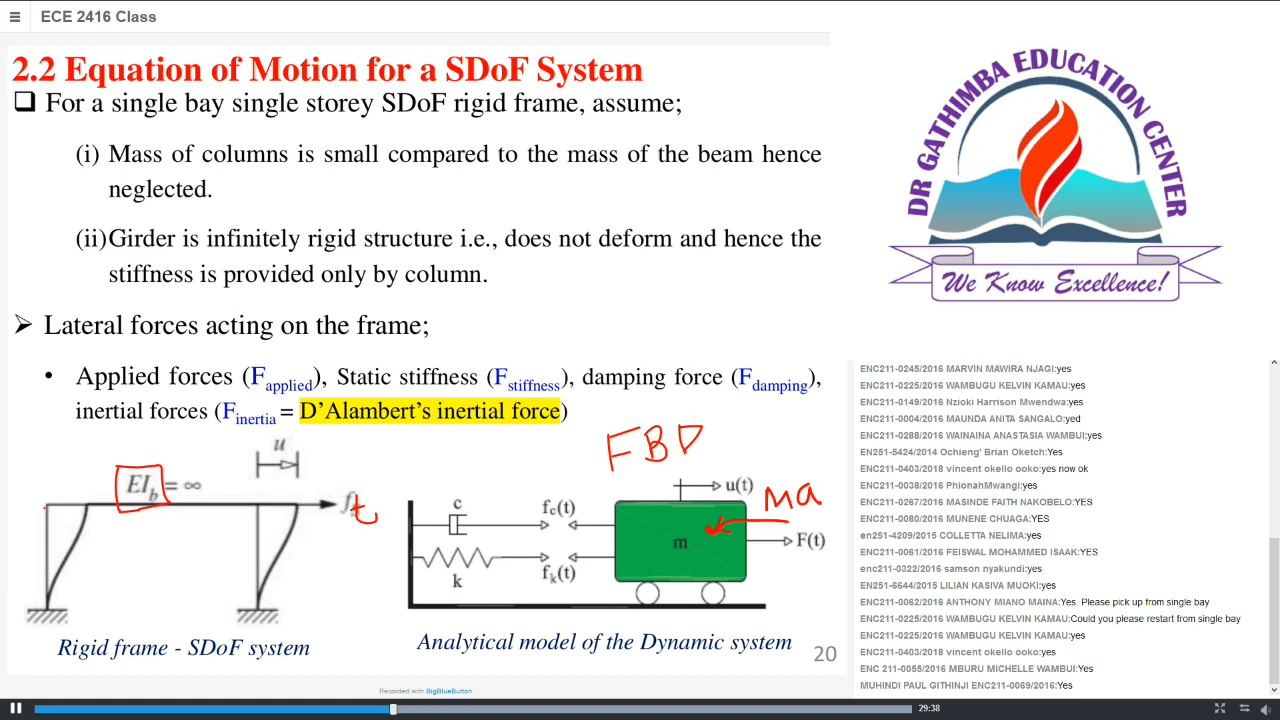 ECE 2416 Class
2.2 Equation of Motion for a SDoF System
❑ For a single bay single storey SDoF rigid frame, assume;
(i) Mass of columns is small compared to the mass of the beam hence
neglected.
(ii) Girder is infinitely rigid structure i.e., does not deform and hence the
stiffness is provided only by column.
➢ Lateral forces acting on the frame;
• Applied forces (Fapplied), Static stiffness (Fstiffness), damping force (Fdamping),
inertial forces (Finertia = D’Alambert’s inertial force)
u
EIb = ∞
t
FBD
u(t)
ma
c
fc(t)
m
F(t)
k
fk(t)
Rigid frame - SDoF system
Analytical model of the Dynamic system
20
Recorded with BigBlueButton.
DR GATHIMBA EDUCATION CENTER
We Know Excellence!
ENC211-0245/2016 MARVIN MAWIRA NJAGI:yes
ENC211-0225/2016 WAMBUGU KELVIN KAMAU:yes
ENC211-0149/2016 Nzioki Harrison Mwendwa:yes
ENC211-0004/2016 MAUNDA ANITA SANGALO:yed
ENC211-0288/2016 WAINAINA ANASTASIA WAMBUI:yes
EN251-5424/2014 Ochieng' Brian Oketch:Yes
ENC211-0403/2018 vincent okello ooko:yes now ok
ENC211-0038/2016 PhionahMwangi:yes
ENC211-0267/2016 MASINDE FAITH NAKOBELO:YES
ENC211-0080/2016 MUNENE CHUAGA:YES
en251-4209/2015 COLLETTA NELIMA:yes
ENC211-0061/2016 FEISWAL MOHAMMED ISAAK:YES
enc211-0322/2016 samson nyakundi:yes
EN251-6644/2015 LILIAN KASIVA MUOKI:yes
ENC211-0062/2016 ANTHONY MIANO MAINA:Yes. Please pick up from single bay
ENC211-0225/2016 WAMBUGU KELVIN KAMAU:Could you please restart from single bay
ENC211-0225/2016 WAMBUGU KELVIN KAMAU:yes
ENC211-0403/2018 vincent okello ooko:yes
ENC 211-0055/2016 MBURU MICHELLE WAMBUI:Yes
MUHINDI PAUL GITHINJI ENC211-0069/2016:Yes
29:38